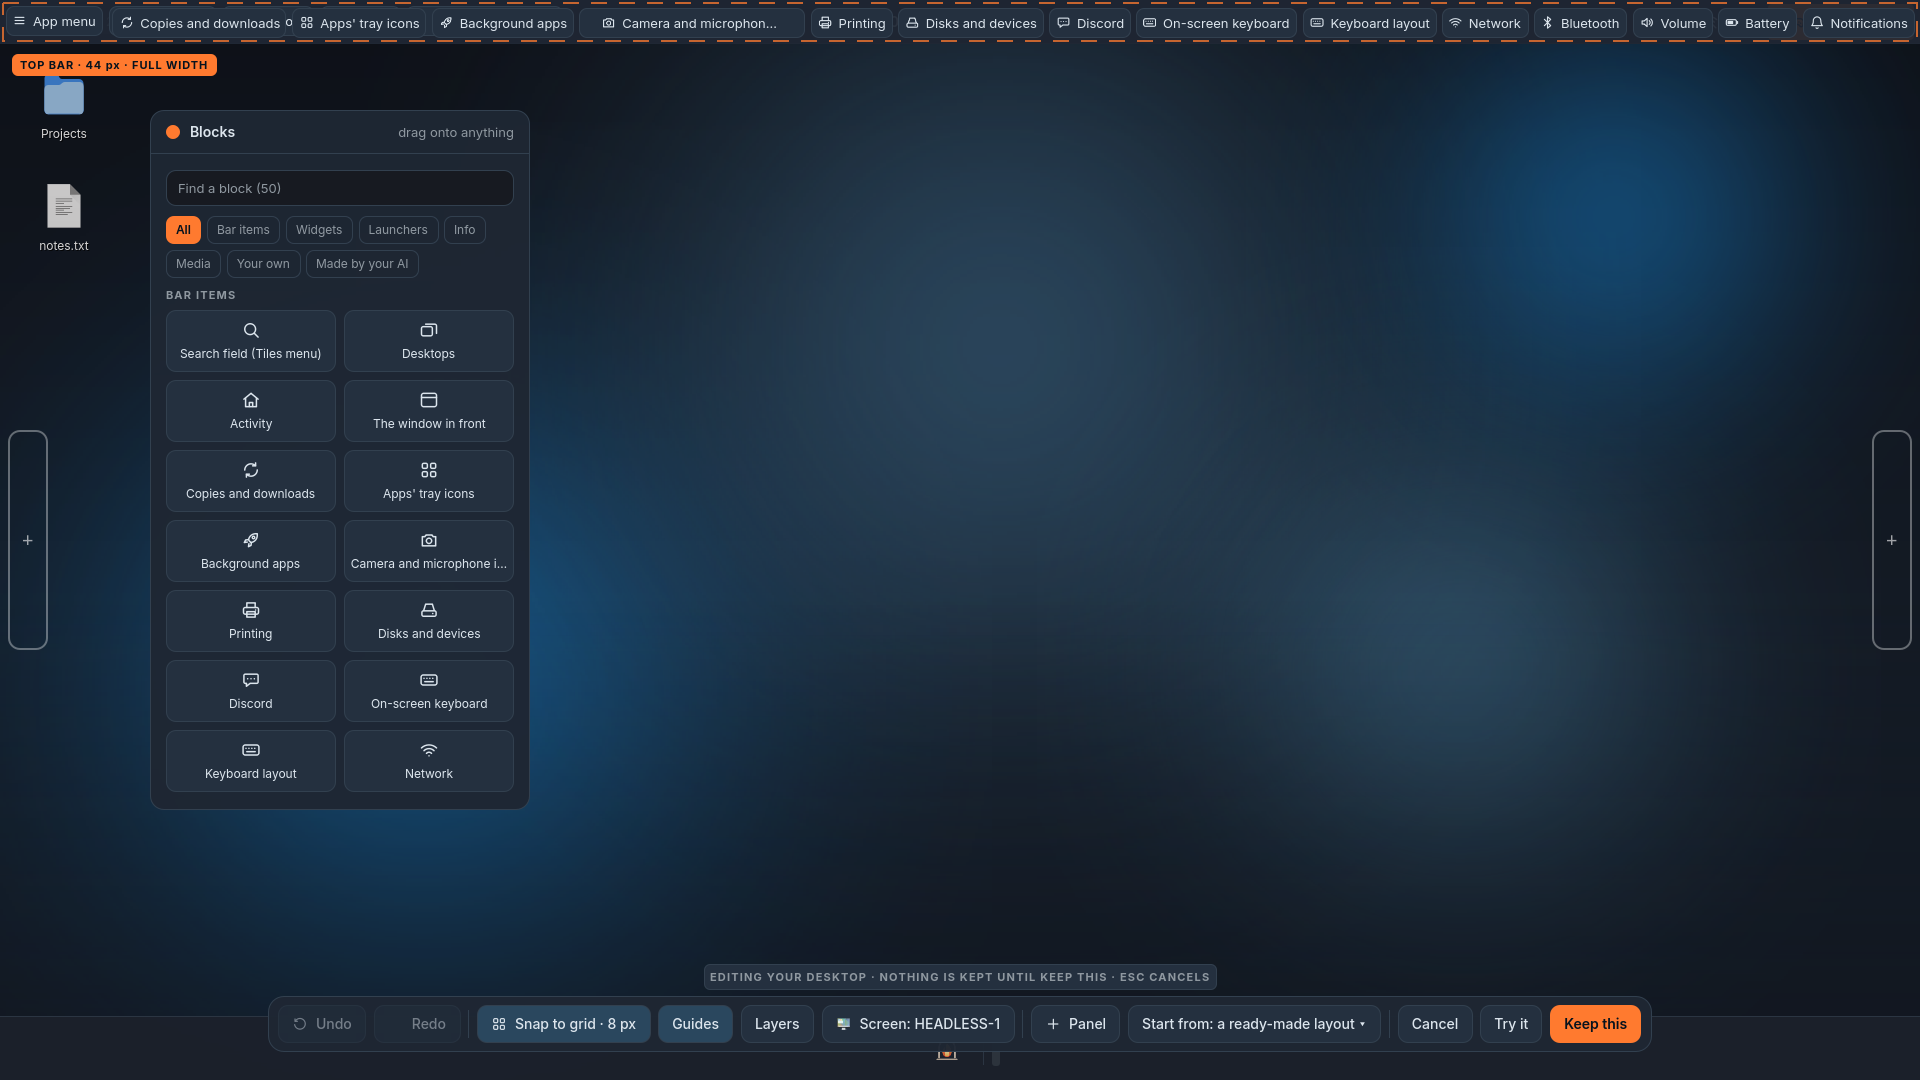 App menu Copies and downloads Apps' tray icons Background apps Camera and microphon... Printing Disks and devices Discord On-screen keyboard Keyboard layout Network Bluetooth Volume Battery Notifications
TOP BAR · 44 px · FULL WIDTH
Projects
notes.txt
Blocks drag onto anything
Find a block (50)
All Bar items Widgets Launchers Info
Media Your own Made by your AI
BAR ITEMS
Search field (Tiles menu) Desktops
Activity The window in front
Copies and downloads Apps' tray icons
Background apps Camera and microphone i...
Printing Disks and devices
Discord On-screen keyboard
Keyboard layout Network
+ +
EDITING YOUR DESKTOP · NOTHING IS KEPT UNTIL KEEP THIS · ESC CANCELS
Undo Redo Snap to grid · 8 px Guides Layers Screen: HEADLESS-1 + Panel Start from: a ready-made layout Cancel Try it Keep this